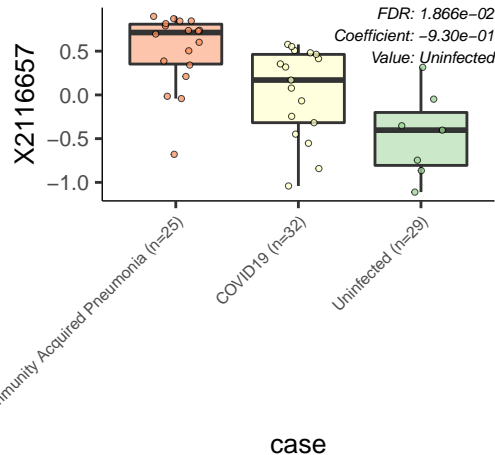 FDR: 1.866e−02
Coefficient: −9.30e−01
Value: Uninfected
X2116657
0.5
0.0
−0.5
−1.0
Acquired Pneumonia (n=25)
COVID19 (n=32)
Uninfected (n=29)
case